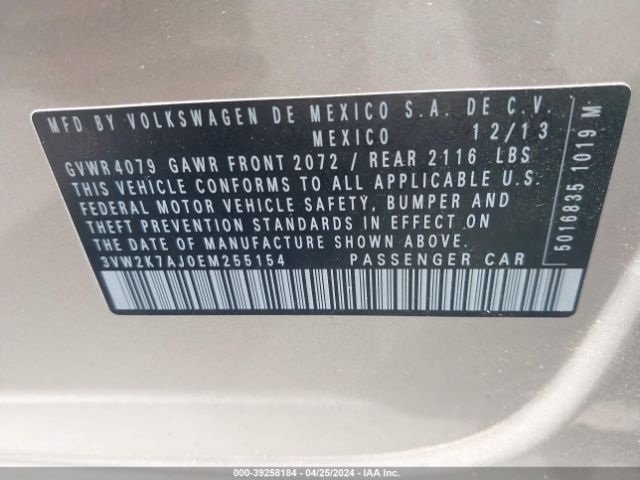 MFD BY VOLKSWAGEN DE MEXICO S.A. DE C.V.
MEXICO 12/13
GVWR 4079 GAWR FRONT 2072 / REAR 2116 LBS
THIS VEHICLE CONFORMS TO ALL APPLICABLE U.S.
FEDERAL MOTOR VEHICLE SAFETY, BUMPER AND
THEFT PREVENTION STANDARDS IN EFFECT ON
THE DATE OF MANUFACTURE SHOWN ABOVE.
3VW2K7AJ0EM255154 PASSENGER CAR
5016835 1019 M
000-39258184 - 04/25/2024 - IAA Inc.